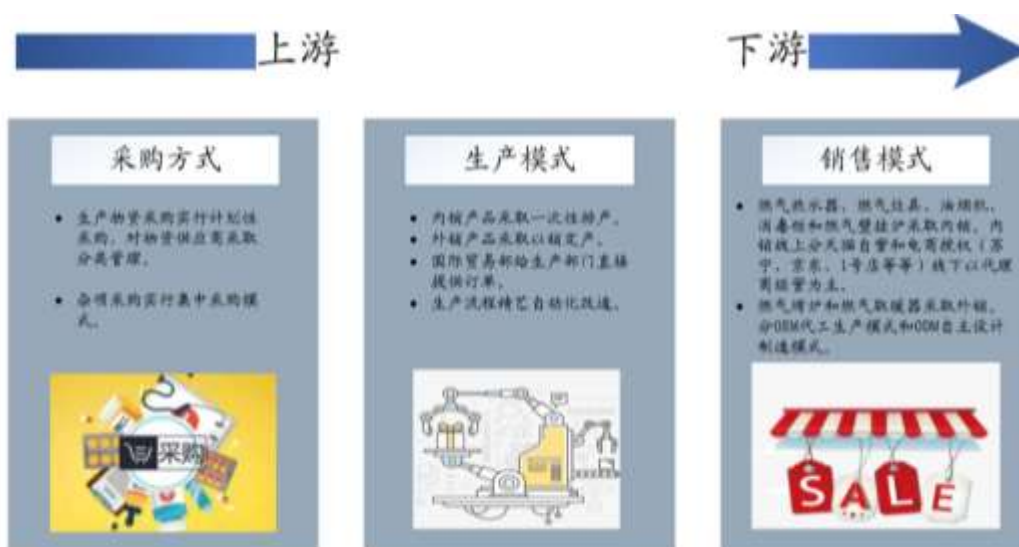 上游
下游
采购方式
• 生产物资采购实行计划性
采购,对物资供应商采取
分类管理。
• 杂项采购实行集中采购模
式。
采购
生产模式
• 内销产品采取一次性排产。
• 外销产品采取以销定产。
• 国际贸易部给生产部门直接
提供订单。
• 生产流程精艺自动化改造。
销售模式
• 燃气热水器、燃气灶具、油烟机、
消毒柜和燃气壁挂炉采取内销。内
销线上分天猫自营和电商授权(苏
宁、京东、1号店等等)线下以代理
商经营为主。
• 燃气烤炉和燃气取暖器采取外销。
分OEM代工生产模式和ODM自主设计
制造模式。
SALE